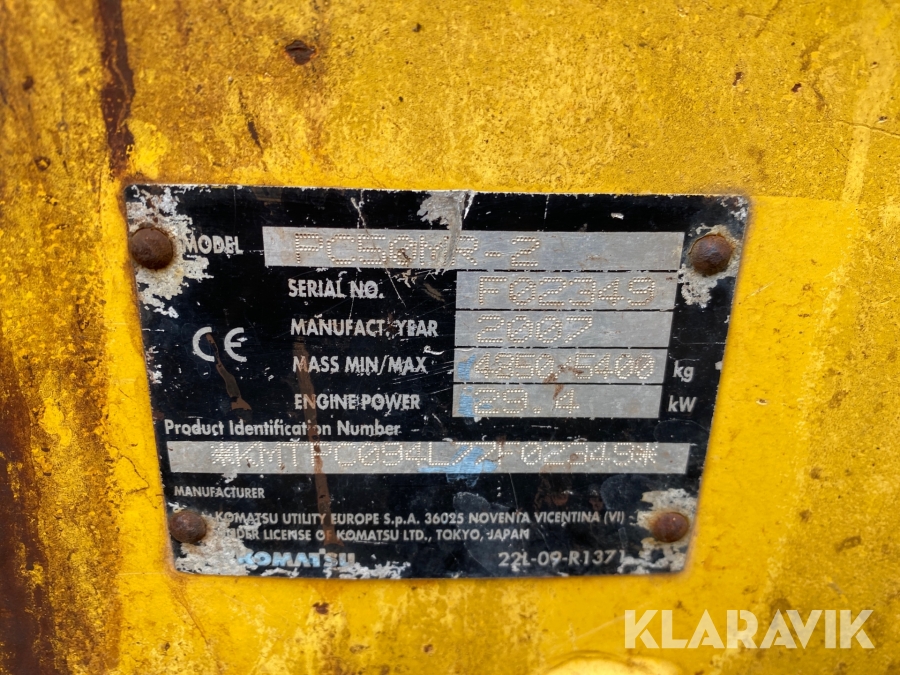 MODEL PC50MR-2
SERIAL NO. F02349
MANUFACT. YEAR 2007
MASS MIN/MAX 4850/5400 kg
CE
ENGINE POWER 29.4 kW
Product Identification Number
*KMTPC094L77F02349*
MANUFACTURER
KOMATSU UTILITY EUROPE S.p.A. 36025 NOVENTA VICENTINA (VI) -
LICENSE OF KOMATSU LTD., TOKYO, JAPAN
KOMATSU 22L-09-R1371
KLARAVIK